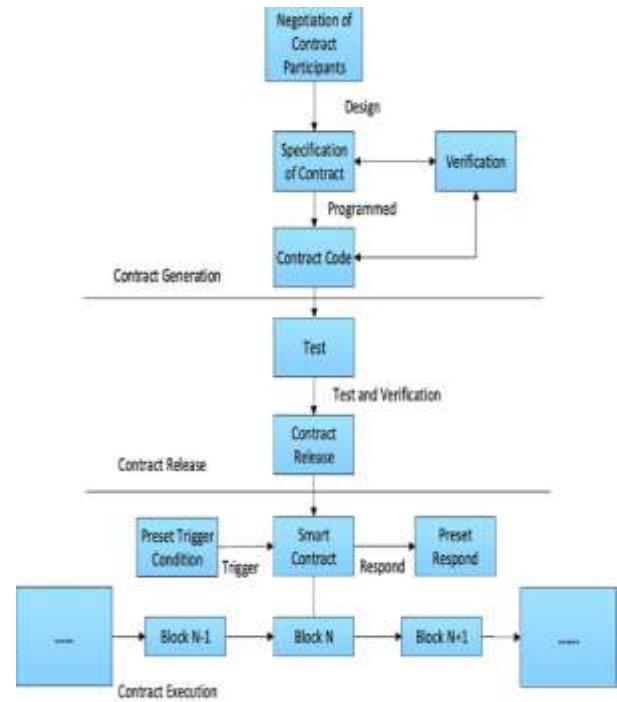 Negotiation of
Contract
Participants
Design
Specification
of Contract
Verification
Programmed
Contract Code
Contract Generation
Test
Test and Verification
Contract
Release
Contract Release
Preset Trigger
Condition
Trigger
Smart
Contract
Respond
Preset
Respond
.....
Block N-1
Block N
Block N+1
......
Contract Execution